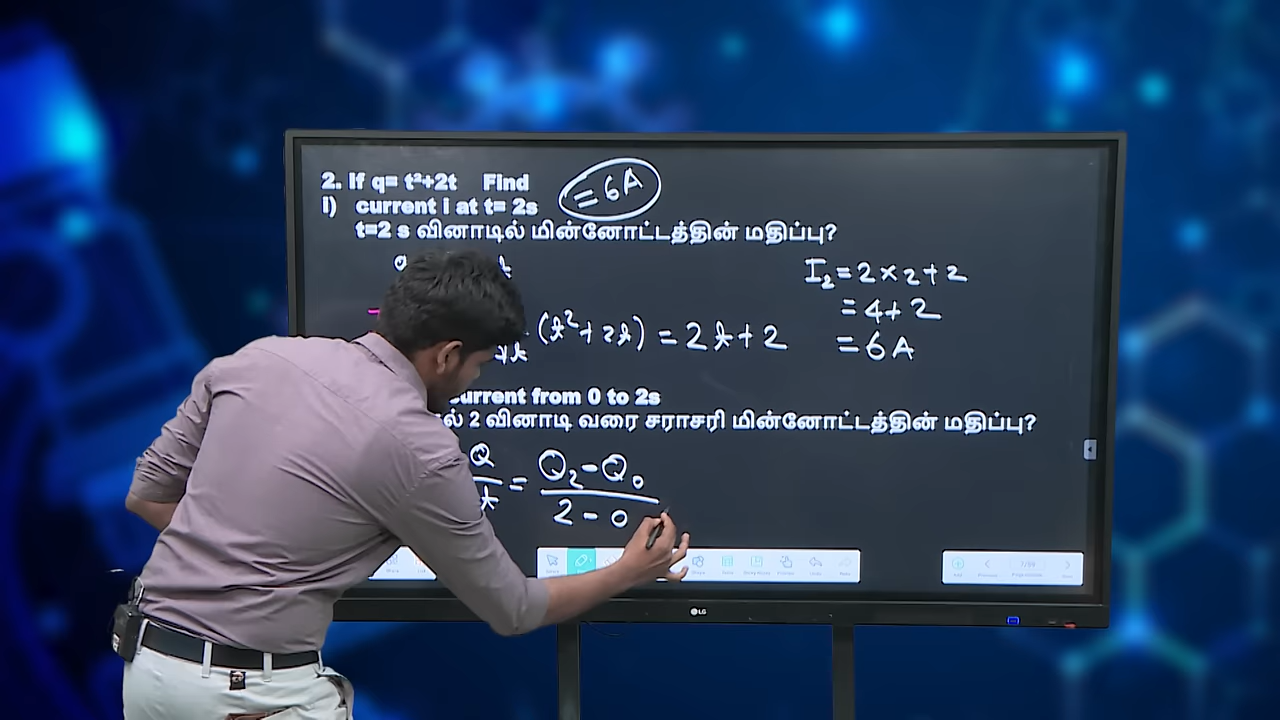 2. If q= t²+2t Find
= 6A
I) current i at t= 2s
t=2 s வினாடில் மின்னோட்டத்தின் மதிப்பு?
I₂ = 2 × 2 + 2
= 4 + 2
(t² + 2t) = 2t + 2
= 6A
current from 0 to 2s
2 வினாடி வரை சராசரி மின்னோட்டத்தின் மதிப்பு?
Q/t = Q₂ - Q₀ / 2 - 0
LG